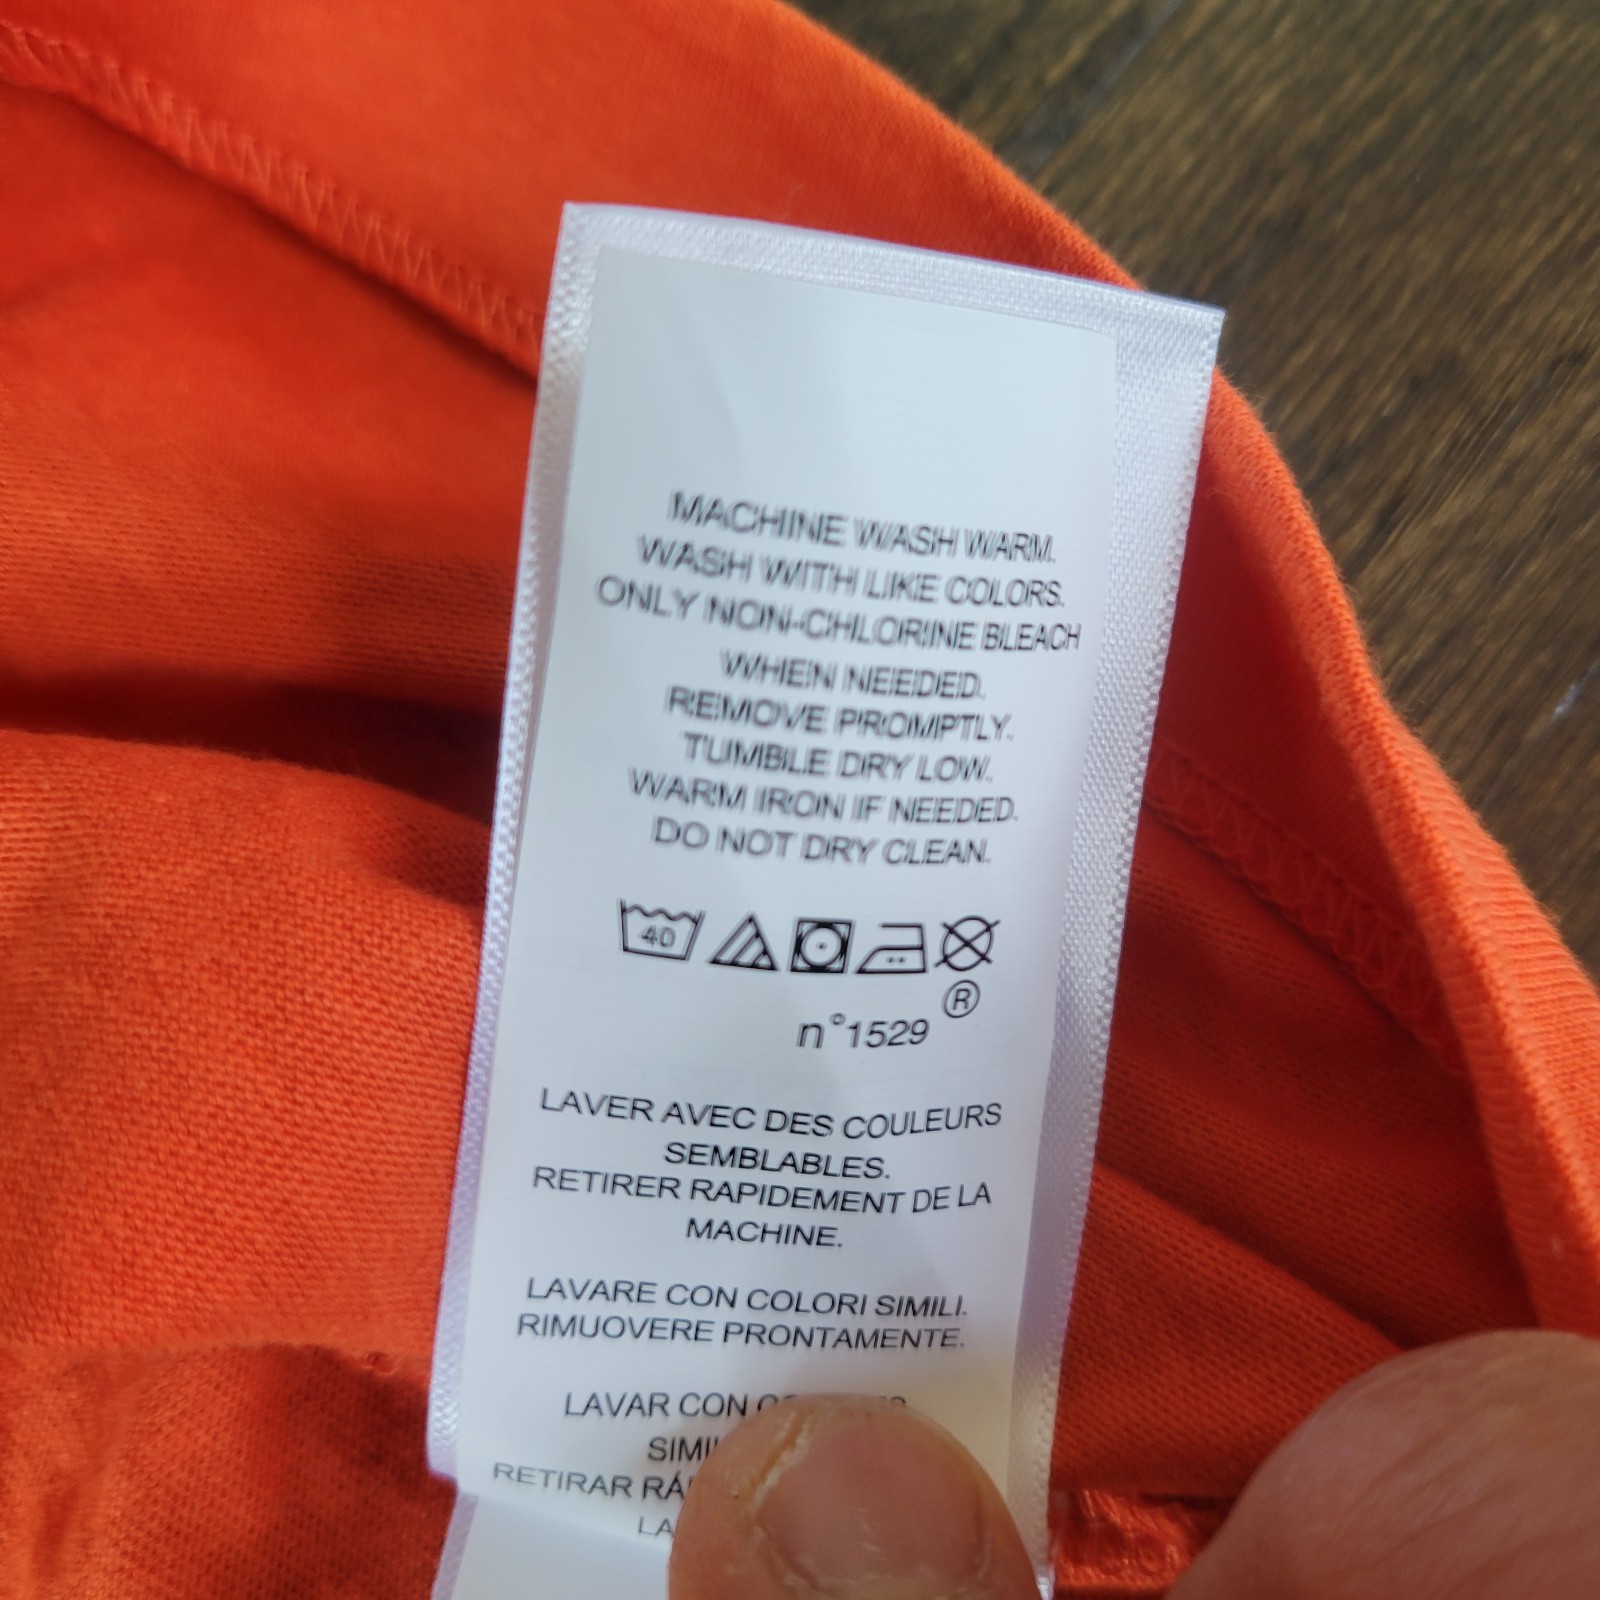 MACHINE WASH WARM.
WASH WITH LIKE COLORS.
ONLY NON-CHLORINE BLEACH
WHEN NEEDED.
REMOVE PROMPTLY.
TUMBLE DRY LOW.
WARM IRON IF NEEDED.
DO NOT DRY CLEAN.
40
®
n°1529
LAVER AVEC DES COULEURS
SEMBLABLES.
RETIRER RAPIDEMENT DE LA
MACHINE.
LAVARE CON COLORI SIMILI.
RIMUOVERE PRONTAMENTE.
LAVAR CON
RETIRAR